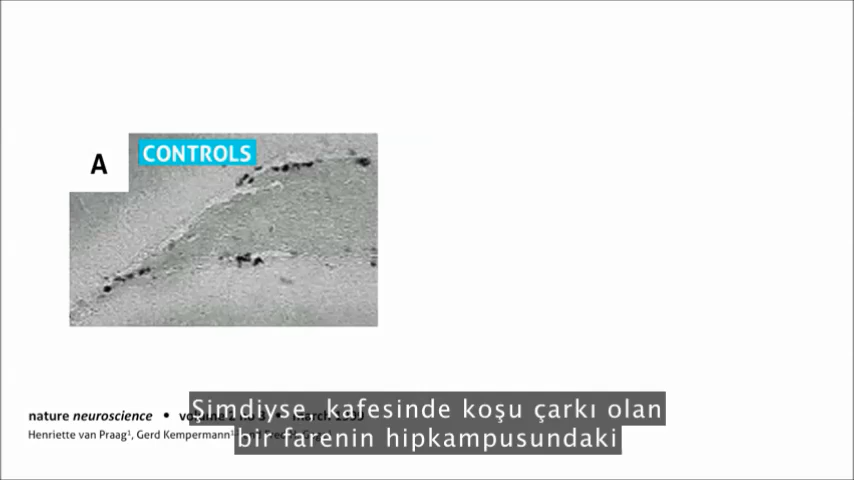 A
CONTROLS
nature neuroscience •
Henriette van Praag¹, Gerd Kempermann¹
Şimdiyse, kafesinde koşu çarkı olan
bir farenin hipkampusundaki